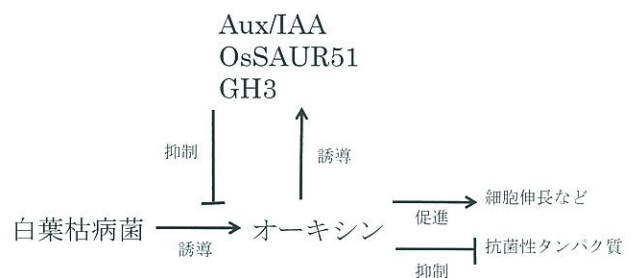 Aux/IAA
OsSAUR51
GH3
抑制
誘導
白葉枯病菌
誘導
オーキシン
促進
細胞伸長など
抑制
抗菌性タンパク質